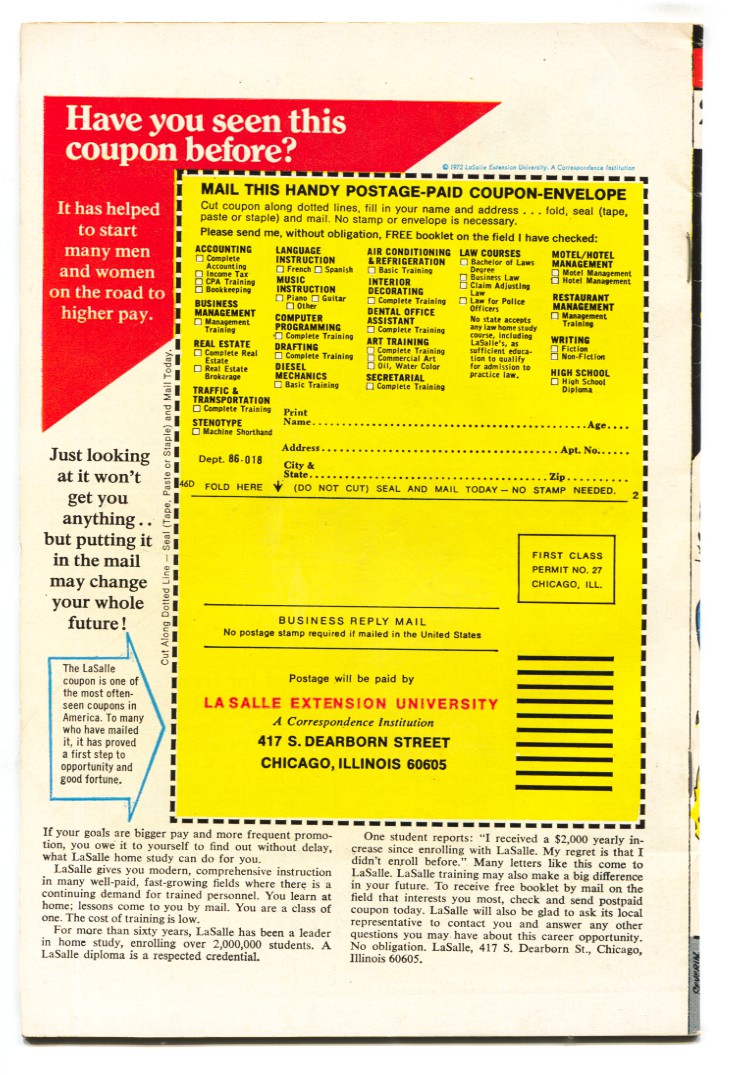 Have you seen this
coupon before?
© 1972 LaSalle Extension University. A Correspondence Institution
It has helped
to start
many men
and women
on the road to
higher pay.
Just looking
at it won't
get you
anything . .
but putting it
in the mail
may change
your whole
future!
The LaSalle
coupon is one of
the most often-
seen coupons in
America. To many
who have mailed
it, it has proved
a first step to
opportunity and
good fortune.
Cut Along Dotted Line — Seal (Tape, Paste or Staple) and Mail Today.
MAIL THIS HANDY POSTAGE-PAID COUPON-ENVELOPE
Cut coupon along dotted lines, fill in your name and address . . . fold, seal (tape,
paste or staple) and mail. No stamp or envelope is necessary.
Please send me, without obligation, FREE booklet on the field I have checked:
ACCOUNTING
☐ Complete
Accounting
☐ Income Tax
☐ CPA Training
☐ Bookkeeping
BUSINESS
MANAGEMENT
☐ Management
Training
REAL ESTATE
☐ Complete Real
Estate
☐ Real Estate
Brokerage
TRAFFIC &
TRANSPORTATION
☐ Complete Training
STENOTYPE
☐ Machine Shorthand
LANGUAGE
INSTRUCTION
☐ French ☐ Spanish
MUSIC
INSTRUCTION
☐ Piano ☐ Guitar
☐ Other
COMPUTER
PROGRAMMING
☐ Complete Training
DRAFTING
☐ Complete Training
DIESEL
MECHANICS
☐ Basic Training
AIR CONDITIONING
& REFRIGERATION
☐ Basic Training
INTERIOR
DECORATING
☐ Complete Training
DENTAL OFFICE
ASSISTANT
☐ Complete Training
ART TRAINING
☐ Complete Training
☐ Commercial Art
☐ Oil, Water Color
SECRETARIAL
☐ Complete Training
LAW COURSES
☐ Bachelor of Laws
Degree
☐ Business Law
☐ Claim Adjusting
Law
☐ Law for Police
Officers
No state accepts
any law home study
course, including
LaSalle's, as
sufficient educa-
tion to qualify
for admission to
practice law.
MOTEL/HOTEL
MANAGEMENT
☐ Motel Management
☐ Hotel Management
RESTAURANT
MANAGEMENT
☐ Management
Training
WRITING
☐ Fiction
☐ Non-Fiction
HIGH SCHOOL
☐ High School
Diploma
Print
Name.................................................Age....
Address.............................................Apt. No.....
Dept. 86-018
City &
State.............................................Zip..........
46D FOLD HERE (DO NOT CUT) SEAL AND MAIL TODAY — NO STAMP NEEDED. 2
FIRST CLASS
PERMIT NO. 27
CHICAGO, ILL.
BUSINESS REPLY MAIL
No postage stamp required if mailed in the United States
Postage will be paid by
LA SALLE EXTENSION UNIVERSITY
A Correspondence Institution
417 S. DEARBORN STREET
CHICAGO, ILLINOIS 60605
If your goals are bigger pay and more frequent promo-
tion, you owe it to yourself to find out without delay,
what LaSalle home study can do for you.
LaSalle gives you modern, comprehensive instruction
in many well-paid, fast-growing fields where there is a
continuing demand for trained personnel. You learn at
home; lessons come to you by mail. You are a class of
one. The cost of training is low.
For more than sixty years, LaSalle has been a leader
in home study, enrolling over 2,000,000 students. A
LaSalle diploma is a respected credential.
One student reports: "I received a $2,000 yearly in-
crease since enrolling with LaSalle. My regret is that I
didn't enroll before." Many letters like this come to
LaSalle. LaSalle training may also make a big difference
in your future. To receive free booklet by mail on the
field that interests you most, check and send postpaid
coupon today. LaSalle will also be glad to ask its local
representative to contact you and answer any other
questions you may have about this career opportunity.
No obligation. LaSalle, 417 S. Dearborn St., Chicago,
Illinois 60605.
SEVERIN